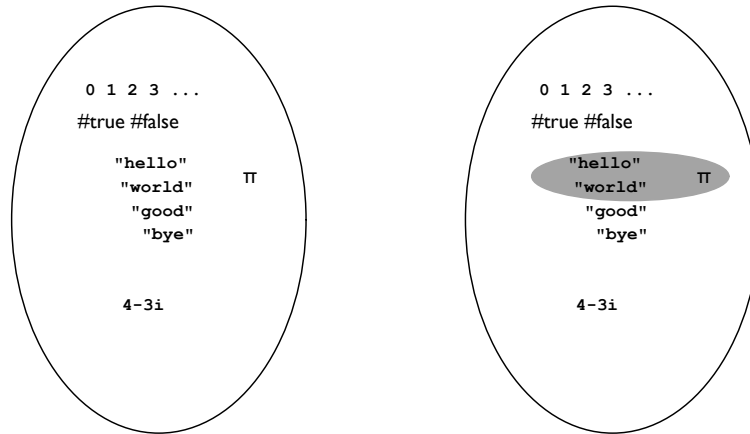 0 1 2 3 ...
#true #false
"hello"
"world"
π
"good"
"bye"
4-3i
0 1 2 3 ...
#true #false
"hello"
"world"
π
"good"
"bye"
4-3i